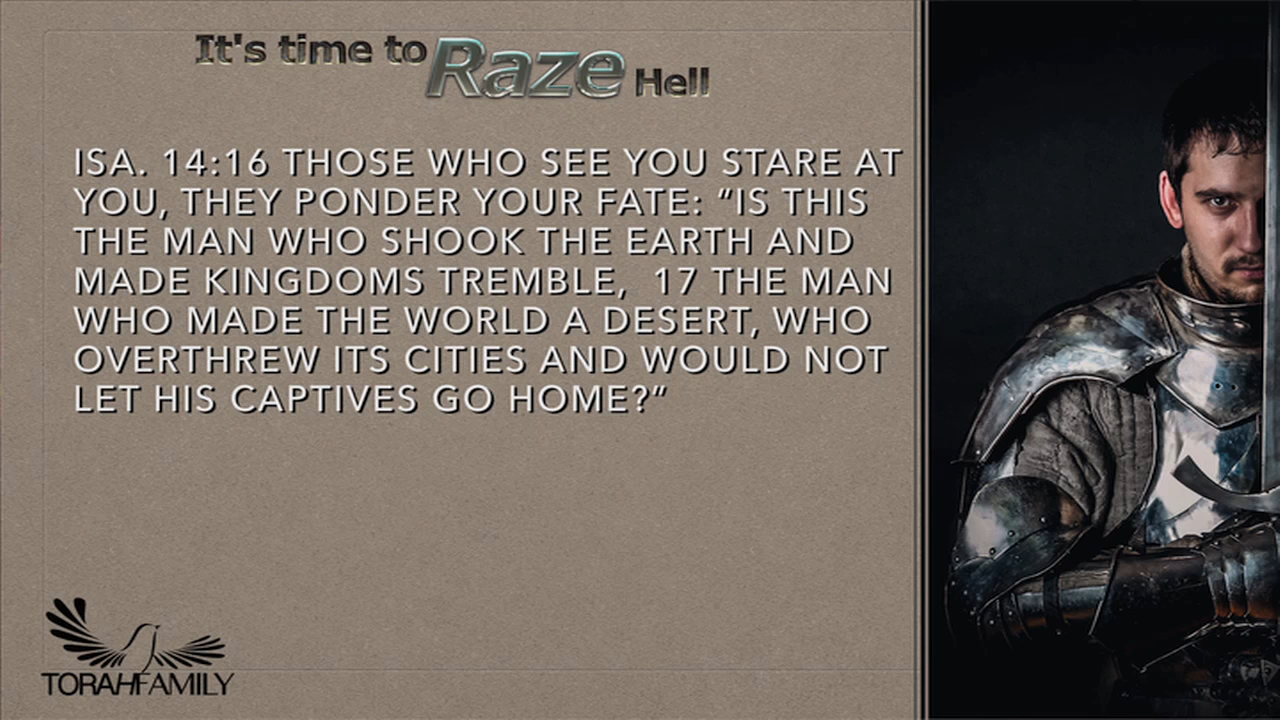 It's time to Raze Hell
ISA. 14:16 THOSE WHO SEE YOU STARE AT
YOU, THEY PONDER YOUR FATE: “IS THIS
THE MAN WHO SHOOK THE EARTH AND
MADE KINGDOMS TREMBLE,  17 THE MAN
WHO MADE THE WORLD A DESERT, WHO
OVERTHREW ITS CITIES AND WOULD NOT
LET HIS CAPTIVES GO HOME?”
TORAHFAMILY